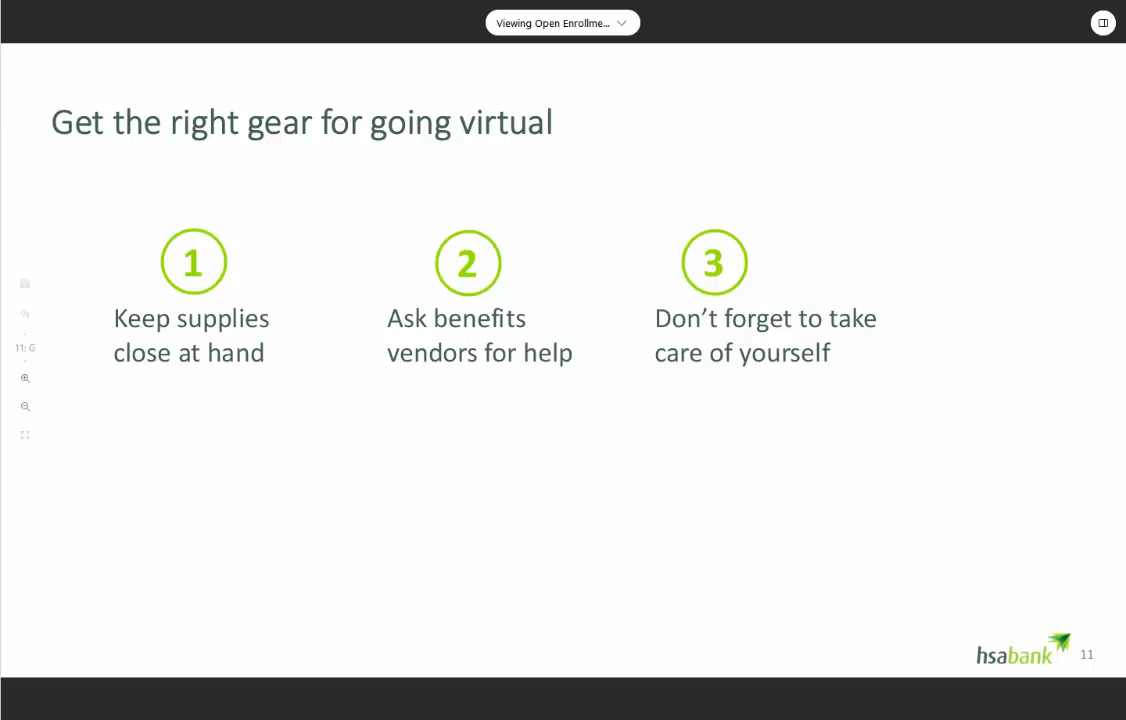 Viewing Open Enrollme...
Get the right gear for going virtual
1
Keep supplies
close at hand
2
Ask benefits
vendors for help
3
Don’t forget to take
care of yourself
11: G
hsabank
11